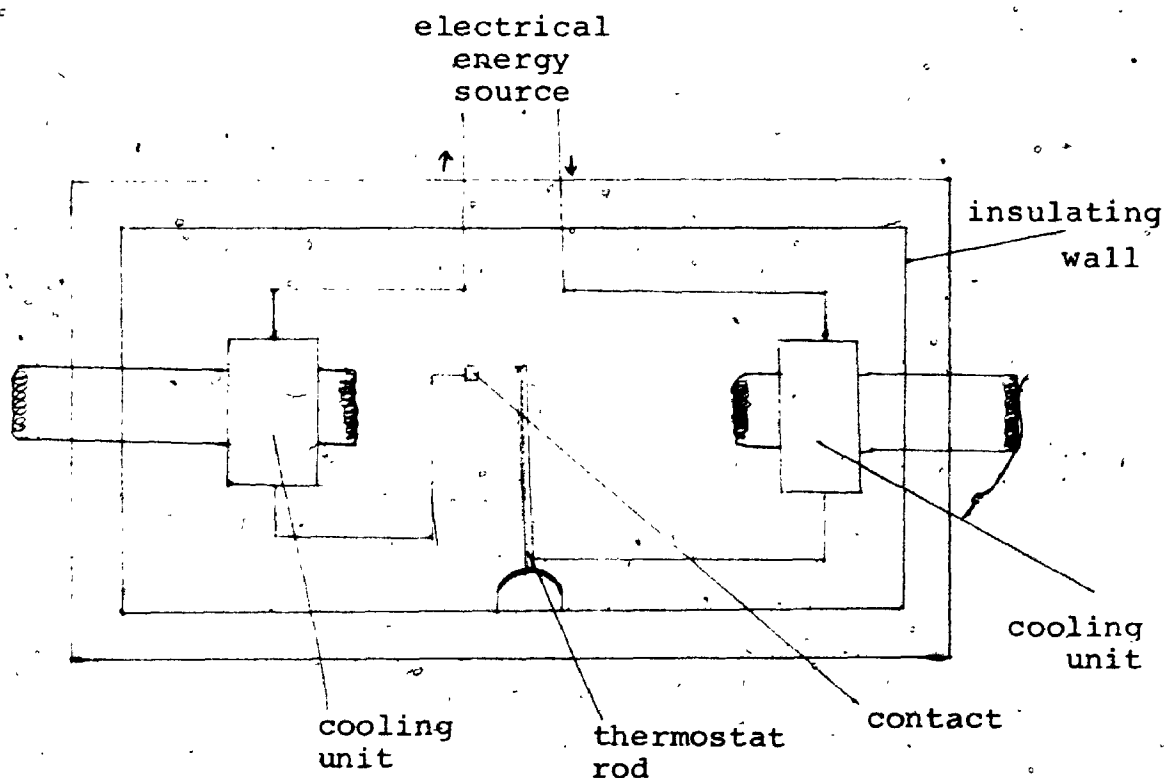 electrical
energy
source
insulating
wall
cooling
unit
contact
cooling
unit
thermostat
rod